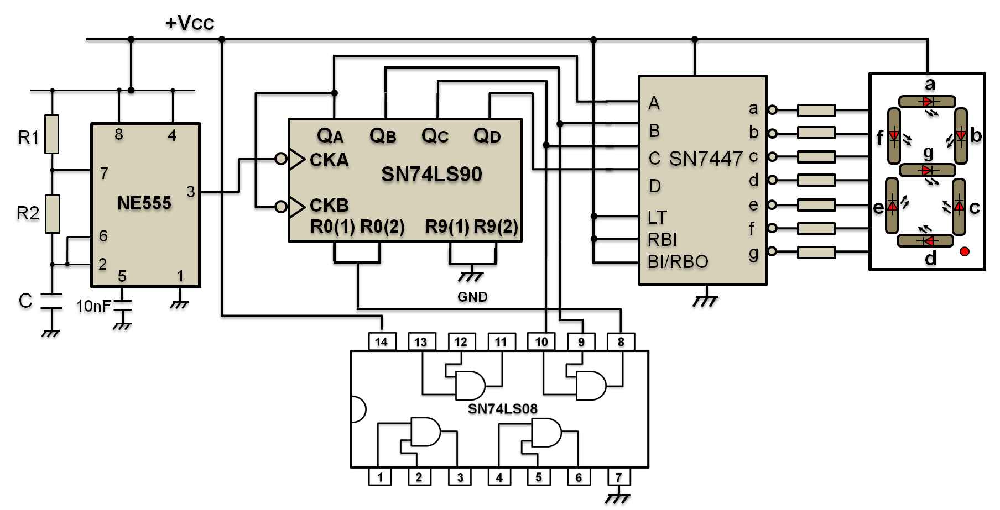 +Vcc
R1
R2
C
8
4
7
3
NE555
6
2
5
1
10nF
QA QB QC QD
CKA
SN74LS90
CKB
R0(1) R0(2) R9(1) R9(2)
GND
A
B
C
D
SN7447
LT
RBI
BI/RBO
a
b
c
d
e
f
g
a
f
b
g
e
c
d
14 13 12 11 10 9 8
SN74LS08
1 2 3 4 5 6 7